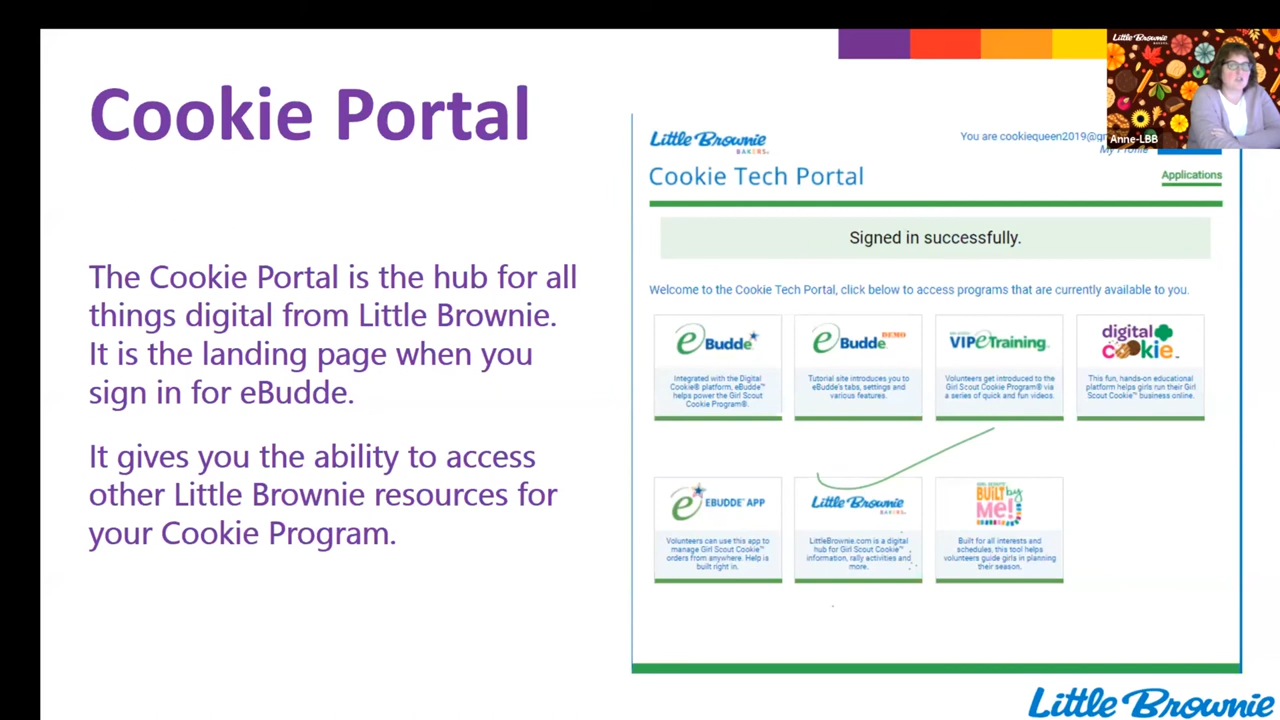 Cookie Portal
The Cookie Portal is the hub for all
things digital from Little Brownie.
It is the landing page when you
sign in for eBudde.
It gives you the ability to access
other Little Brownie resources for
your Cookie Program.
Little Brownie
BAKERS
You are cookiequeen2019@g
My Profile
Cookie Tech Portal
Applications
Signed in successfully.
Welcome to the Cookie Tech Portal, click below to access programs that are currently available to you.
eBudde™
Integrated with the Digital
Cookie® platform, eBudde™
helps power the Girl Scout
Cookie Program®.
eBudde DEMO
Tutorial site introduces you to
eBudde's tabs, settings and
various features.
VIP eTraining™
Volunteers get introduced to the
Girl Scout Cookie Program® via
a series of quick and fun videos.
digital
cookie™
This fun, hands-on educational
platform helps girls run their Girl
Scout Cookie™ business online.
eBUDDE™ APP
Volunteers can use this app to
manage Girl Scout Cookie™
orders from anywhere. Help is
built right in.
Little Brownie
BAKERS
LittleBrownie.com is a digital
hub for Girl Scout Cookie™
information, rally activities and
more.
BUILT by
ME!
Built for all interests and
schedules, this tool helps
volunteers guide girls in planning
their season.
Little Brownie
BAKERS
Anne-LBB
Little Brownie